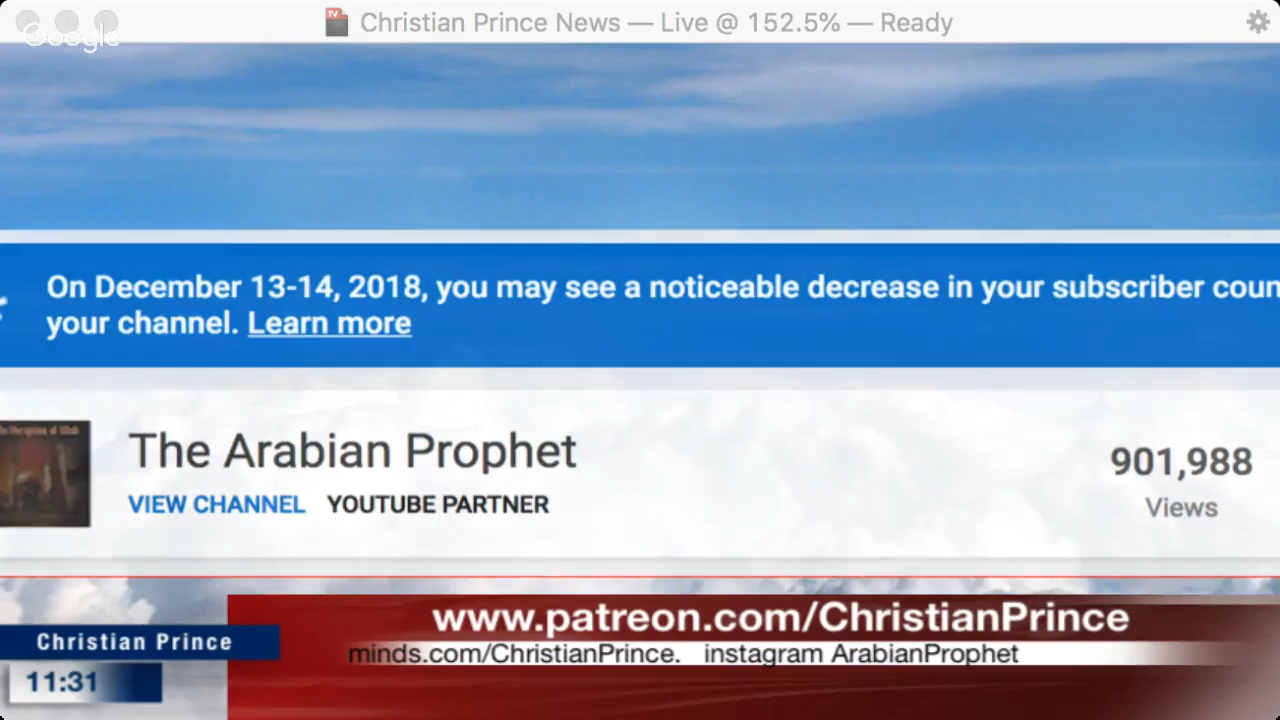 Christian Prince News — Live @ 152.5% — Ready
Google
On December 13-14, 2018, you may see a noticeable decrease in your subscriber coun
your channel. Learn more
The Arabian Prophet
901,988
VIEW CHANNEL YOUTUBE PARTNER
Views
www.patreon.com/ChristianPrince
Christian Prince
minds.com/ChristianPrince. instagram ArabianProphet
11:31